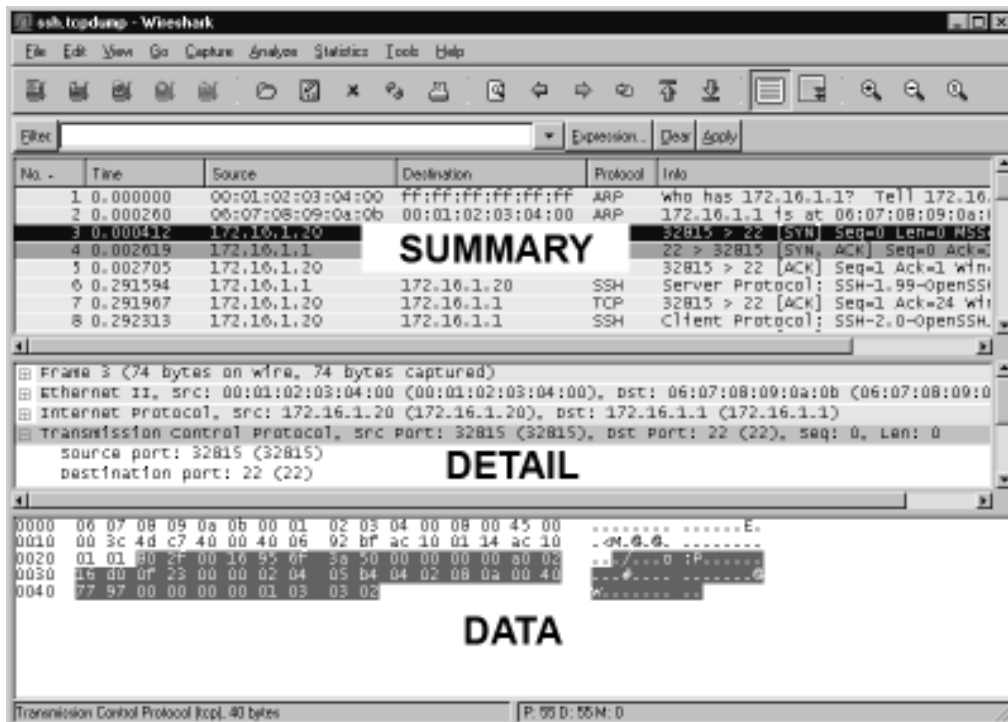 ssh.tcpdump - Wireshark
File Edit View Go Capture Analyze Statistics Tools Help
Filter: Expression... Clear Apply
No. - Time Source Destination Protocol Info
1 0.000000 00:01:02:03:04:00 ff:ff:ff:ff:ff:ff ARP Who has 172.16.1.1? Tell 172.16.
2 0.000260 06:07:08:09:0a:0b 00:01:02:03:04:00 ARP 172.16.1.1 is at 06:07:08:09:0a:
3 0.000412 172.16.1.20 32815 > 22 [SYN] Seq=0 Len=0 MSS
4 0.002619 172.16.1.1 22 > 32815 [SYN, ACK] Seq=0 Ack=
SUMMARY
5 0.002705 172.16.1.20 32815 > 22 [ACK] Seq=1 Ack=1 Win
6 0.291594 172.16.1.1 172.16.1.20 SSH Server Protocol: SSH-1.99-OpenSSH
7 0.291967 172.16.1.20 172.16.1.1 TCP 32815 > 22 [ACK] Seq=1 Ack=24 Win
8 0.292313 172.16.1.20 172.16.1.1 SSH Client Protocol: SSH-2.0-OpenSSH
Frame 3 (74 bytes on wire, 74 bytes captured)
Ethernet II, Src: 00:01:02:03:04:00 (00:01:02:03:04:00), Dst: 06:07:08:09:0a:0b (06:07:08:09:0
Internet Protocol, Src: 172.16.1.20 (172.16.1.20), Dst: 172.16.1.1 (172.16.1.1)
Transmission Control Protocol, Src Port: 32815 (32815), Dst Port: 22 (22), Seq: 0, Len: 0
Source port: 32815 (32815)
Destination port: 22 (22)
DETAIL
0000 06 07 08 09 0a 0b 00 01 02 03 04 00 08 00 45 00 ........ ......E.
0010 00 3c 4d c7 40 00 40 06 92 bf ac 10 01 14 ac 10 .<M.@.@. ........
0020 01 01 80 2f 00 16 95 6f 3a 50 00 00 00 00 a0 02 .../...o :P......
0030 16 d0 0f 23 00 00 02 04 05 b4 04 02 08 0a 00 40 ...#.... .......@
0040 77 97 00 00 00 00 01 03 03 02 w....... ..
DATA
Transmission Control Protocol (tcp), 40 bytes P: 55 D: 55 M: 0